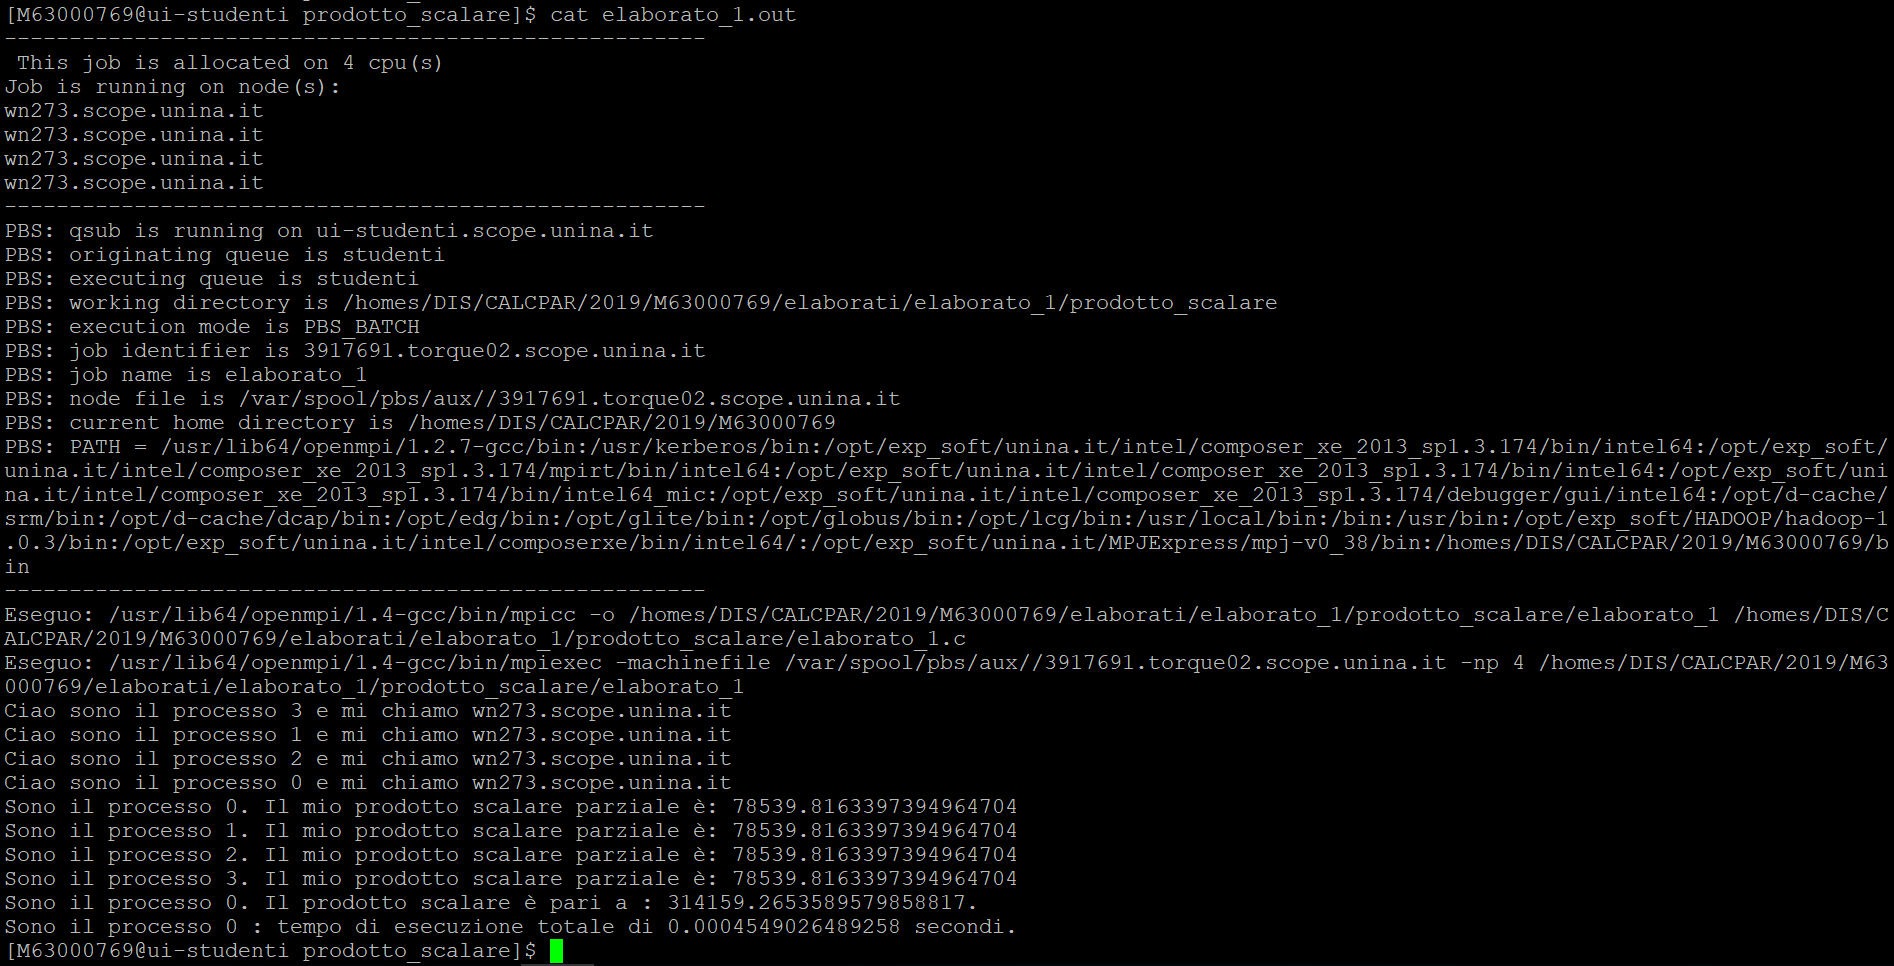 [M63000769@ui-studenti prodotto_scalare]$ cat elaborato_1.out
------------------------------------------------------
 This job is allocated on 4 cpu(s)
Job is running on node(s):
wn273.scope.unina.it
wn273.scope.unina.it
wn273.scope.unina.it
wn273.scope.unina.it
------------------------------------------------------
PBS: qsub is running on ui-studenti.scope.unina.it
PBS: originating queue is studenti
PBS: executing queue is studenti
PBS: working directory is /homes/DIS/CALCPAR/2019/M63000769/elaborati/elaborato_1/prodotto_scalare
PBS: execution mode is PBS_BATCH
PBS: job identifier is 3917691.torque02.scope.unina.it
PBS: job name is elaborato_1
PBS: node file is /var/spool/pbs/aux//3917691.torque02.scope.unina.it
PBS: current home directory is /homes/DIS/CALCPAR/2019/M63000769
PBS: PATH = /usr/lib64/openmpi/1.2.7-gcc/bin:/usr/kerberos/bin:/opt/exp_soft/unina.it/intel/composer_xe_2013_sp1.3.174/bin/intel64:/opt/exp_soft/
unina.it/intel/composer_xe_2013_sp1.3.174/mpirt/bin/intel64:/opt/exp_soft/unina.it/intel/composer_xe_2013_sp1.3.174/bin/intel64:/opt/exp_soft/uni
na.it/intel/composer_xe_2013_sp1.3.174/bin/intel64_mic:/opt/exp_soft/unina.it/intel/composer_xe_2013_sp1.3.174/debugger/gui/intel64:/opt/d-cache/
srm/bin:/opt/d-cache/dcap/bin:/opt/edg/bin:/opt/glite/bin:/opt/globus/bin:/opt/lcg/bin:/usr/local/bin:/bin:/usr/bin:/opt/exp_soft/HADOOP/hadoop-1
.0.3/bin:/opt/exp_soft/unina.it/intel/composerxe/bin/intel64/:/opt/exp_soft/unina.it/MPJExpress/mpj-v0_38/bin:/homes/DIS/CALCPAR/2019/M63000769/b
in
------------------------------------------------------
Eseguo: /usr/lib64/openmpi/1.4-gcc/bin/mpicc -o /homes/DIS/CALCPAR/2019/M63000769/elaborati/elaborato_1/prodotto_scalare/elaborato_1 /homes/DIS/C
ALCPAR/2019/M63000769/elaborati/elaborato_1/prodotto_scalare/elaborato_1.c
Eseguo: /usr/lib64/openmpi/1.4-gcc/bin/mpiexec -machinefile /var/spool/pbs/aux//3917691.torque02.scope.unina.it -np 4 /homes/DIS/CALCPAR/2019/M63
000769/elaborati/elaborato_1/prodotto_scalare/elaborato_1
Ciao sono il processo 3 e mi chiamo wn273.scope.unina.it
Ciao sono il processo 1 e mi chiamo wn273.scope.unina.it
Ciao sono il processo 2 e mi chiamo wn273.scope.unina.it
Ciao sono il processo 0 e mi chiamo wn273.scope.unina.it
Sono il processo 0. Il mio prodotto scalare parziale è: 78539.8163397394964704
Sono il processo 1. Il mio prodotto scalare parziale è: 78539.8163397394964704
Sono il processo 2. Il mio prodotto scalare parziale è: 78539.8163397394964704
Sono il processo 3. Il mio prodotto scalare parziale è: 78539.8163397394964704
Sono il processo 0. Il prodotto scalare è pari a : 314159.2653589579858817.
Sono il processo 0 : tempo di esecuzione totale di 0.0004549026489258 secondi.
[M63000769@ui-studenti prodotto_scalare]$